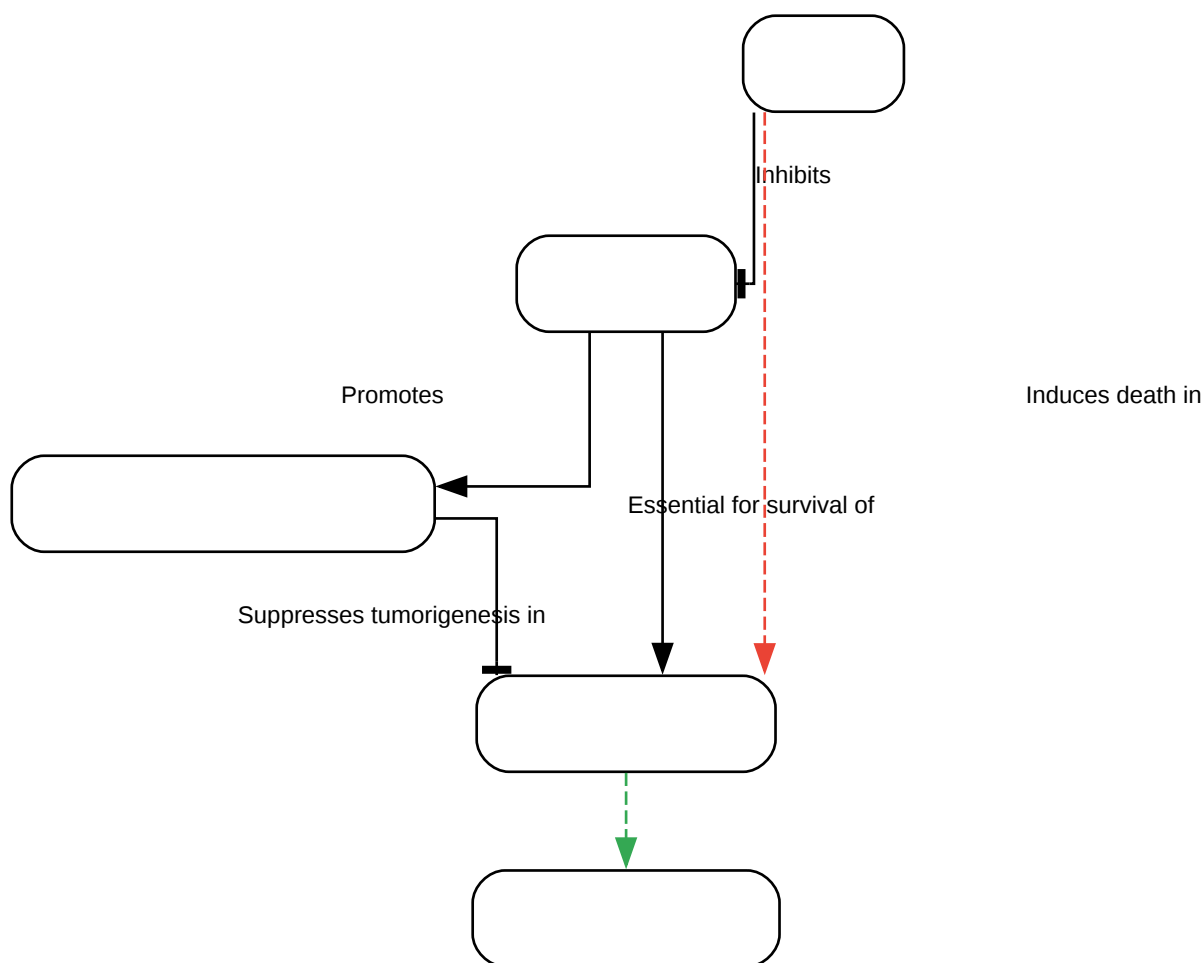 Inhibits
Promotes
Induces death in
Essential for survival of
Suppresses tumorigenesis in